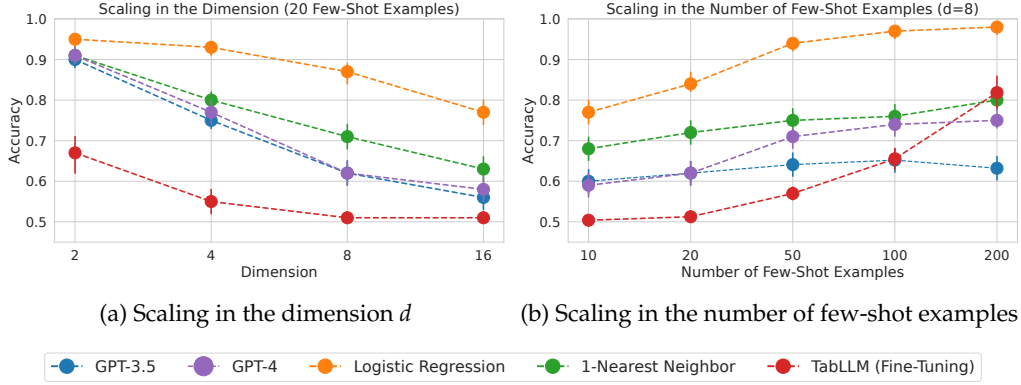 Scaling in the Dimension (20 Few-Shot Examples)
1.0
0.9
0.8
0.7
0.6
0.5
Accuracy
2
4
8
16
Dimension
(a) Scaling in the dimension d
Scaling in the Number of Few-Shot Examples (d=8)
1.0
0.9
0.8
0.7
0.6
0.5
Accuracy
10
20
50
100
200
Number of Few-Shot Examples
(b) Scaling in the number of few-shot examples
GPT-3.5
GPT-4
Logistic Regression
1-Nearest Neighbor
TabLLM (Fine-Tuning)